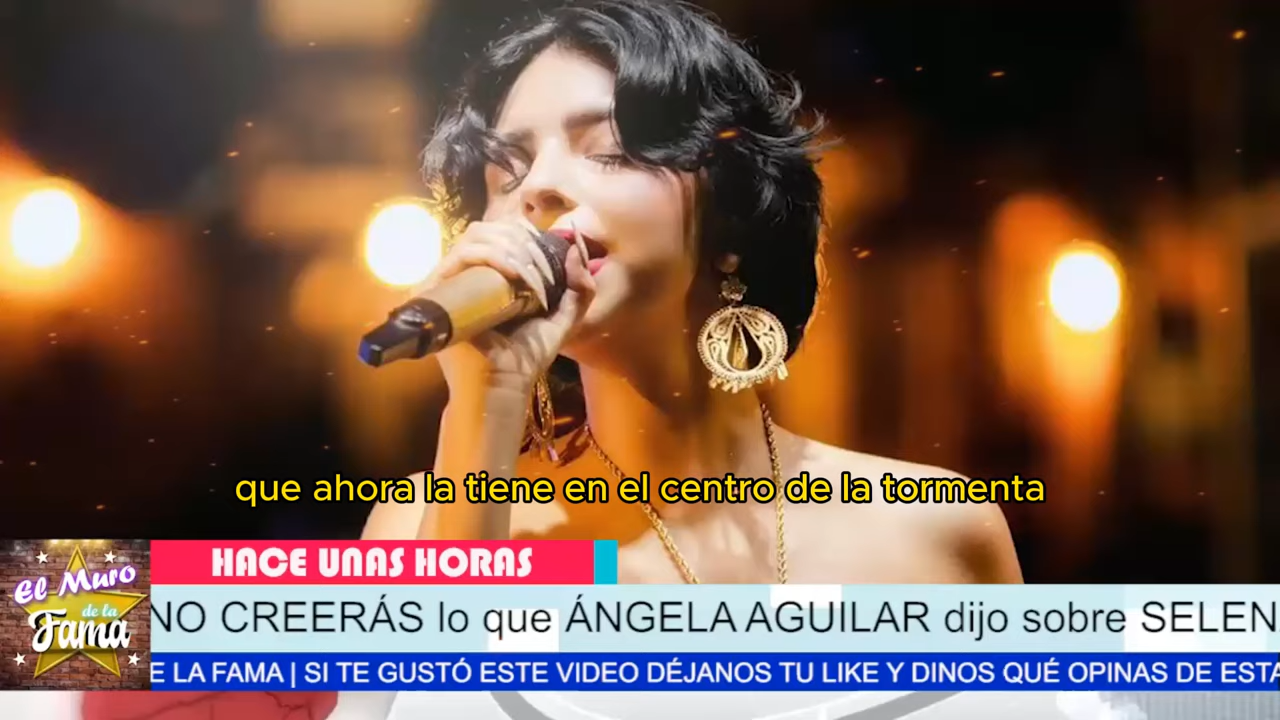 que ahora la tiene en el centro de la tormenta
HACE UNAS HORAS
El Muro
de la
Fama
NO CREERÁS lo que ÁNGELA AGUILAR dijo sobre SELEN
E LA FAMA | SI TE GUSTÓ ESTE VIDEO DÉJANOS TU LIKE Y DINOS QUÉ OPINAS DE ESTA